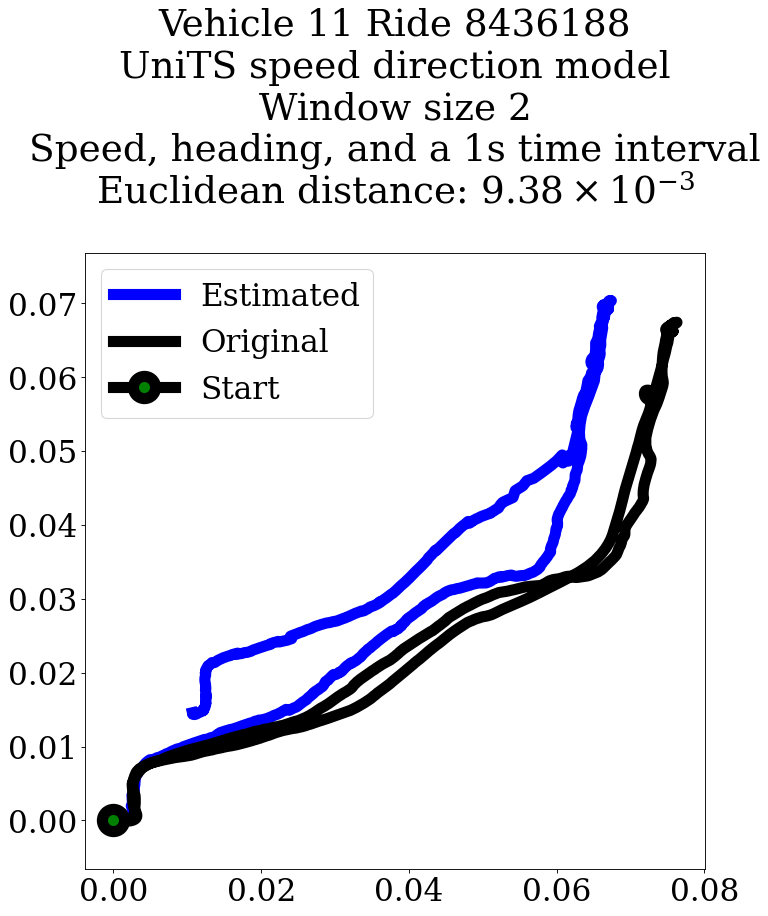 Vehicle 11 Ride 8436188
UniTS speed direction model
Window size 2
Speed, heading, and a 1s time interval
Euclidean distance: 9.38 × 10⁻³
Estimated
Original
Start
0.07
0.06
0.05
0.04
0.03
0.02
0.01
0.00
0.00 0.02 0.04 0.06 0.08